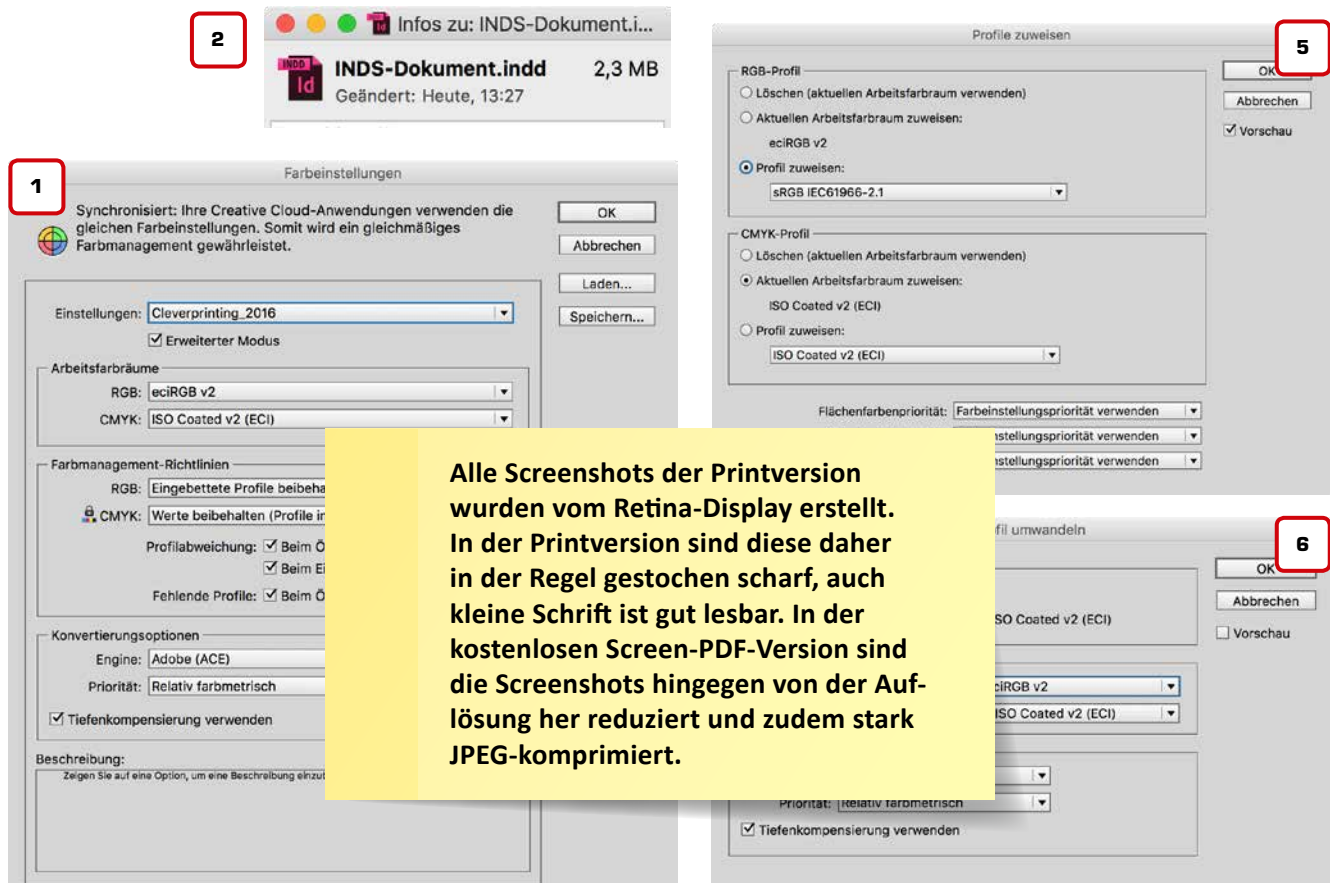 2
Infos zu: INDS-Dokument.i...
INDD
Id
INDS-Dokument.indd 2,3 MB
Geändert: Heute, 13:27
1
Farbeinstellungen
Synchronisiert: Ihre Creative Cloud-Anwendungen verwenden die
gleichen Farbeinstellungen. Somit wird ein gleichmäßiges
Farbmanagement gewährleistet.
OK
Abbrechen
Laden...
Speichern...
Einstellungen: Cleverprinting_2016
Erweiterter Modus
Arbeitsfarbräume
RGB: eciRGB v2
CMYK: ISO Coated v2 (ECI)
Farbmanagement-Richtlinien
RGB: Eingebettete Profile beibeha
CMYK: Werte beibehalten (Profile in
Profilabweichung: Beim Ö
Beim Ei
Fehlende Profile: Beim Ö
Konvertierungsoptionen
Engine: Adobe (ACE)
Priorität: Relativ farbmetrisch
Tiefenkompensierung verwenden
Beschreibung:
Zeigen Sie auf eine Option, um eine Beschreibung einzub
5
Profile zuweisen
RGB-Profil
Löschen (aktuellen Arbeitsfarbraum verwenden)
Aktuellen Arbeitsfarbraum zuweisen:
eciRGB v2
Profil zuweisen:
sRGB IEC61966-2.1
CMYK-Profil
Löschen (aktuellen Arbeitsfarbraum verwenden)
Aktuellen Arbeitsfarbraum zuweisen:
ISO Coated v2 (ECI)
Profil zuweisen:
ISO Coated v2 (ECI)
Flächenfarbenpriorität: Farbeinstellungspriorität verwenden
nstellungspriorität verwenden
nstellungspriorität verwenden
OK
Abbrechen
Vorschau
Alle Screenshots der Printversion
wurden vom Retina-Display erstellt.
In der Printversion sind diese daher
in der Regel gestochen scharf, auch
kleine Schrift ist gut lesbar. In der
kostenlosen Screen-PDF-Version sind
die Screenshots hingegen von der Auf-
lösung her reduziert und zudem stark
JPEG-komprimiert.
6
fil umwandeln
SO Coated v2 (ECI)
ciRGB v2
ISO Coated v2 (ECI)
Priorität: Relativ farbmetrisch
Tiefenkompensierung verwenden
OK
Abbrechen
Vorschau